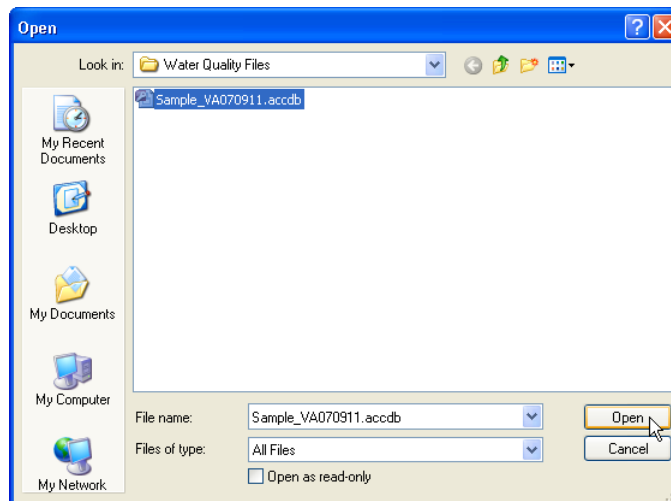 Open
Look in: Water Quality Files
Sample_VA070911.accdb
My Recent
Documents
Desktop
My Documents
My Computer
My Network
File name: Sample_VA070911.accdb Open
Files of type: All Files Cancel
Open as read-only